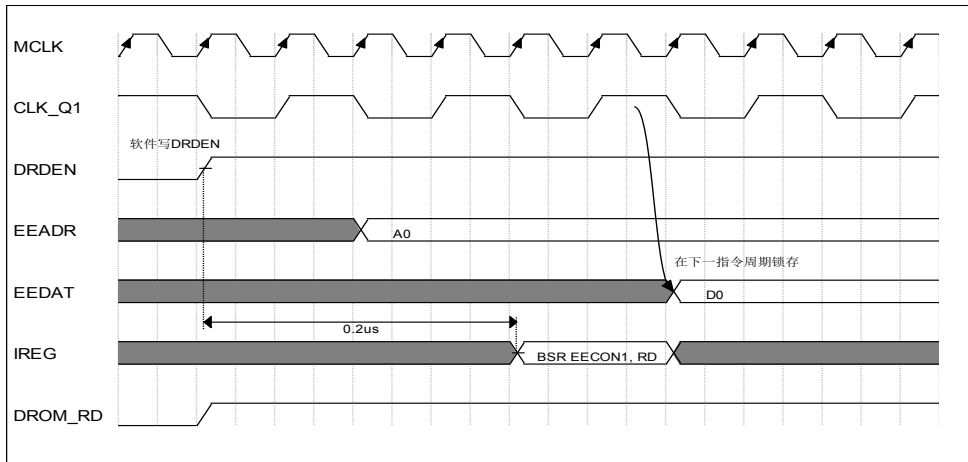 MCLK
CLK_Q1
软件写DRDEN
DRDEN
EEADR
A0
在下一指令周期锁存
EEDAT
D0
0.2us
IREG
BSR EECON1, RD
DROM_RD